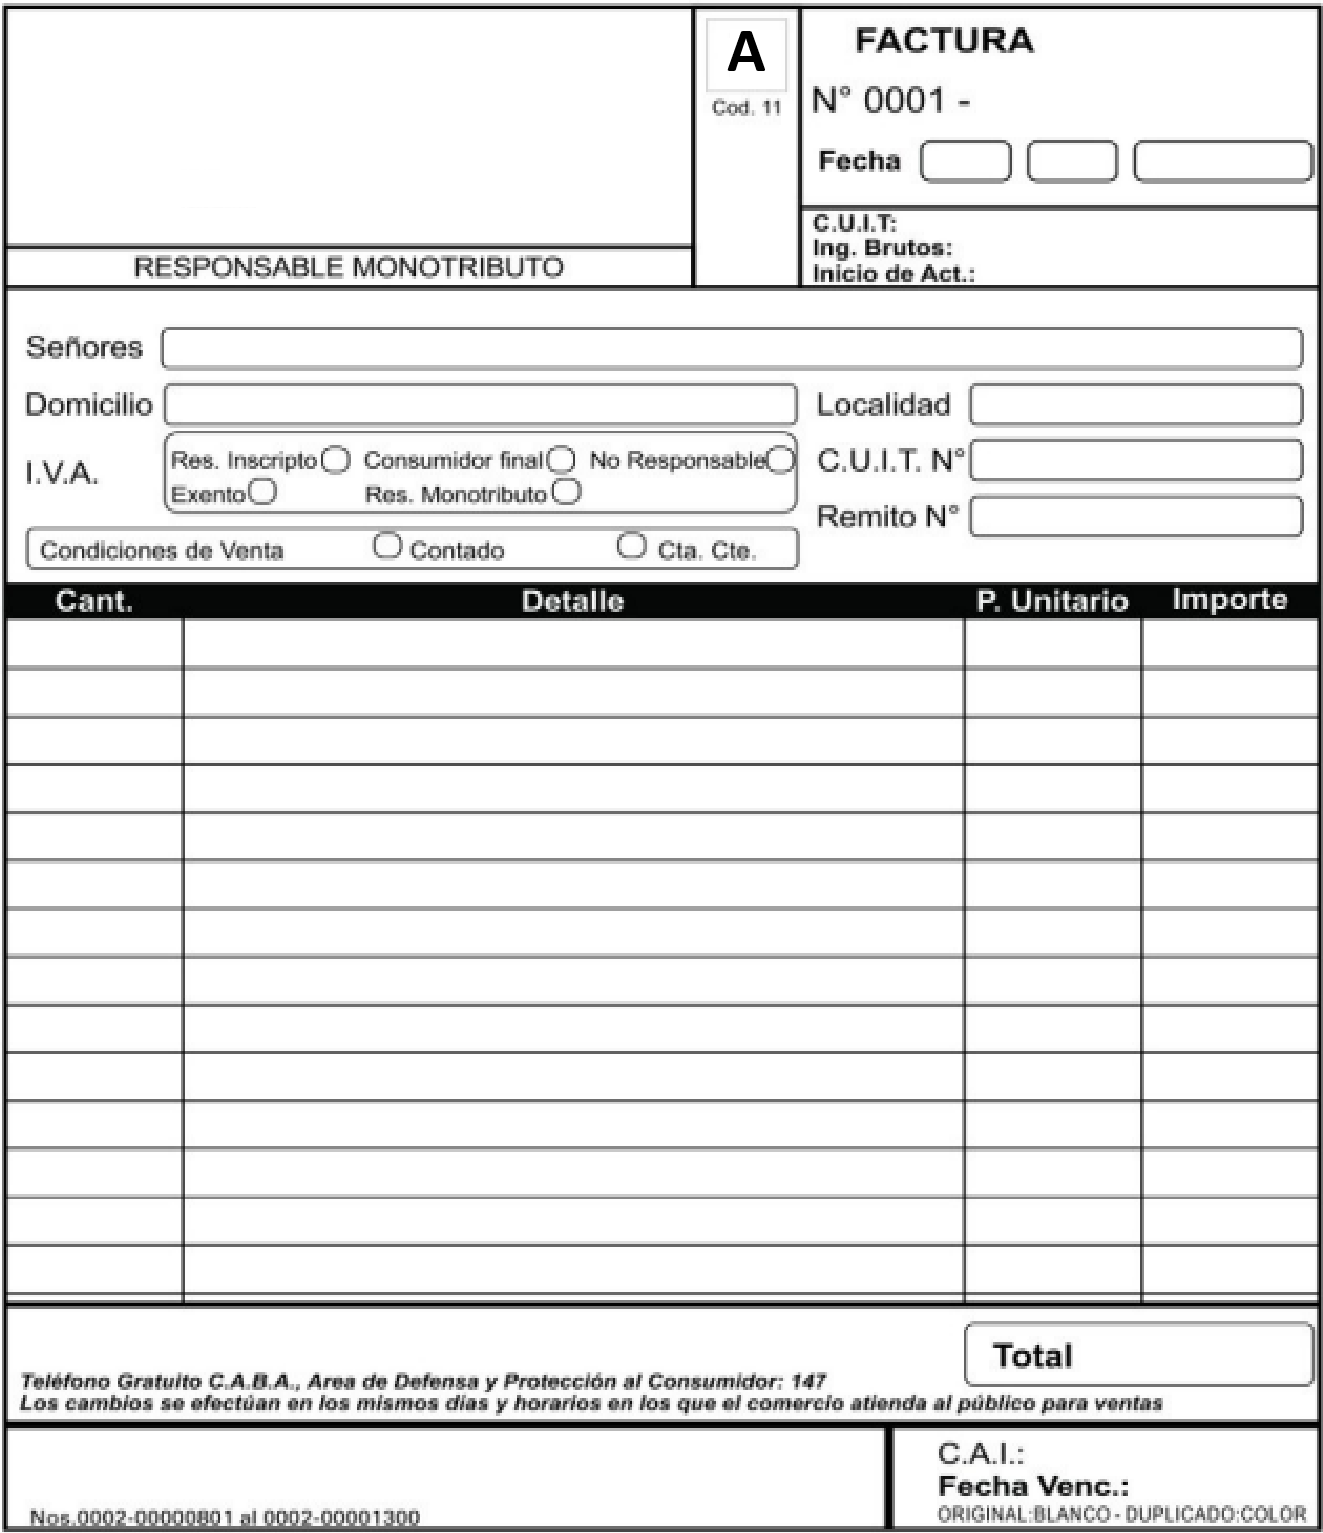 A
Cod. 11
FACTURA
N° 0001 -
Fecha
C.U.I.T:
Ing. Brutos:
Inicio de Act.:
RESPONSABLE MONOTRIBUTO
Señores
Domicilio
Localidad
I.V.A.
Res. Inscripto Consumidor final No Responsable
Exento Res. Monotributo
C.U.I.T. N°
Remito N°
Condiciones de Venta Contado Cta. Cte.
Cant. Detalle P. Unitario Importe
Total
Teléfono Gratuito C.A.B.A., Area de Defensa y Protección al Consumidor: 147
Los cambios se efectúan en los mismos días y horarios en los que el comercio atienda al público para ventas
Nos.0002-00000801 al 0002-00001300
C.A.I.:
Fecha Venc.:
ORIGINAL:BLANCO - DUPLICADO:COLOR